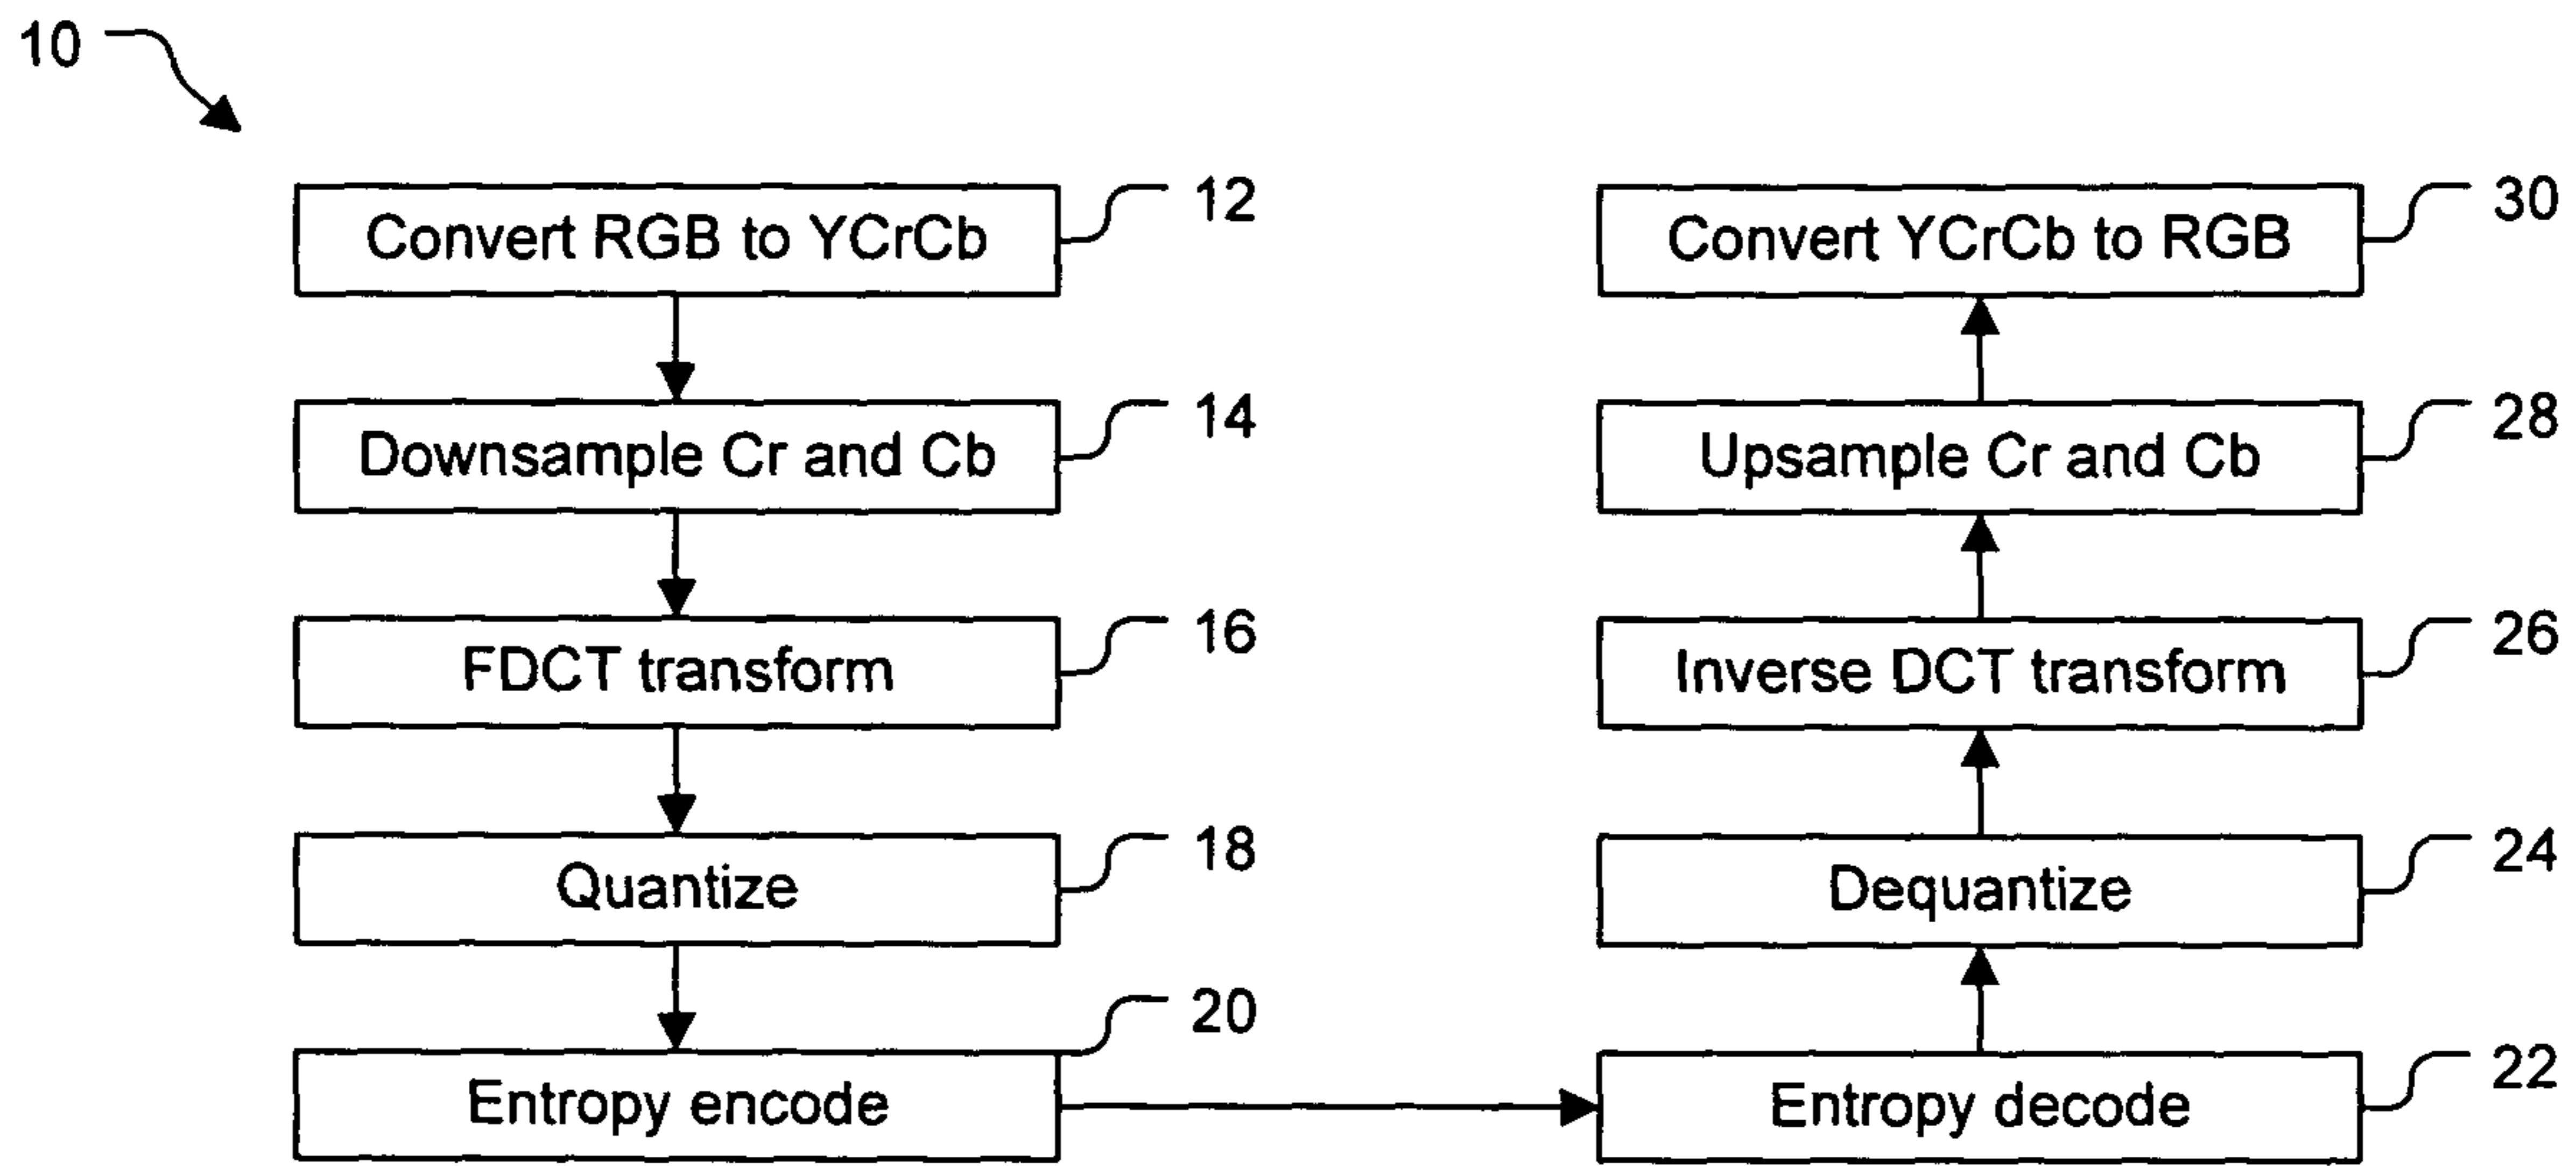 10
Convert RGB to YCrCb 12
Downsample Cr and Cb 14
FDCT transform 16
Quantize 18
Entropy encode 20
Convert YCrCb to RGB 30
Upsample Cr and Cb 28
Inverse DCT transform 26
Dequantize 24
Entropy decode 22